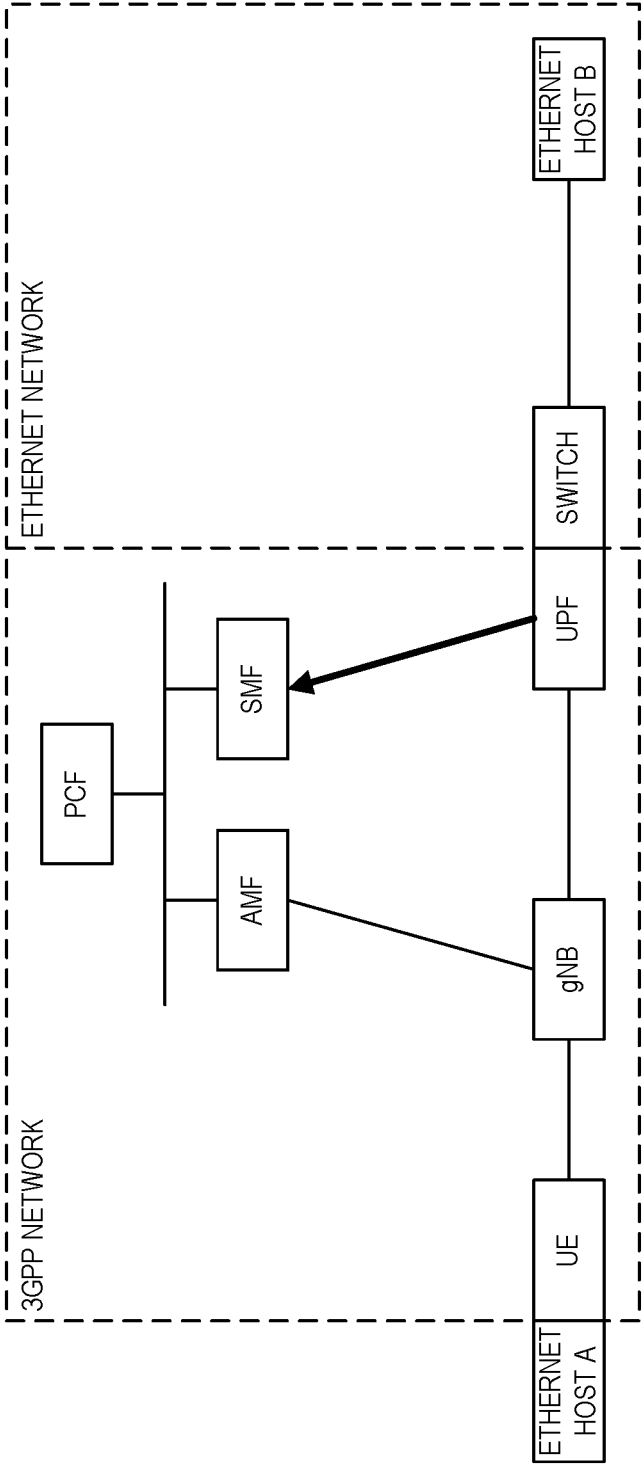 3GPP NETWORK
ETHERNET NETWORK
PCF
AMF
SMF
ETHERNET
HOST A
UE
gNB
UPF
SWITCH
ETHERNET
HOST B